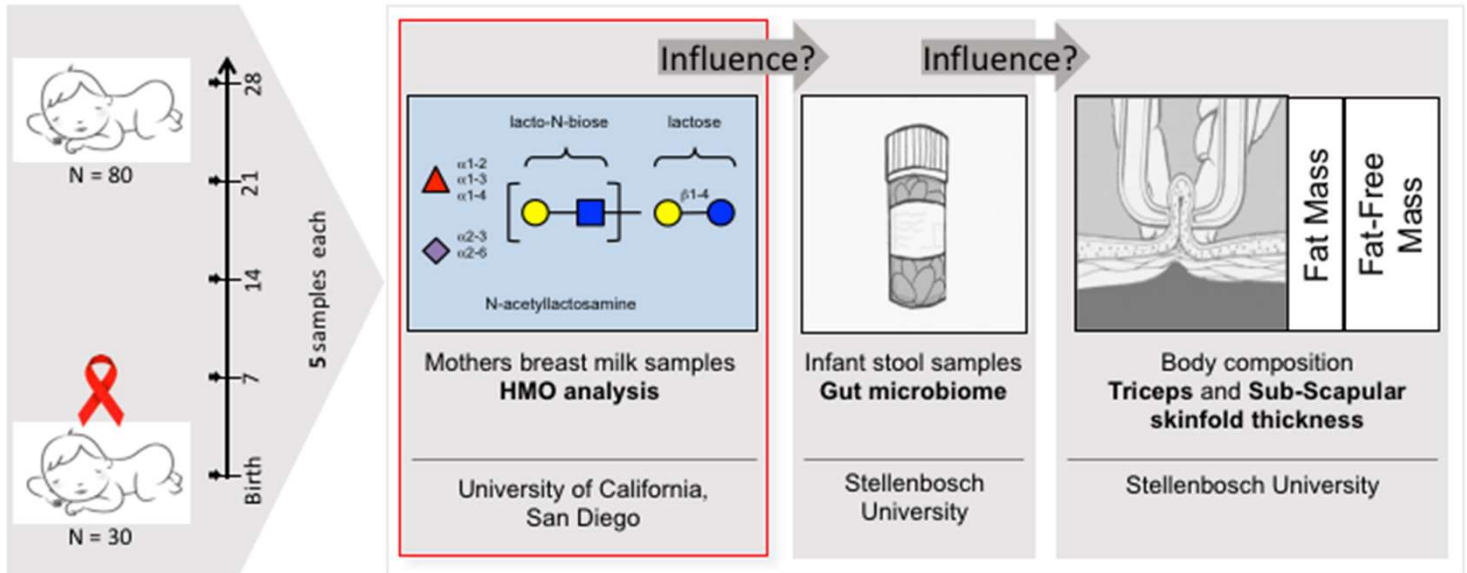 N = 80
N = 30
28
21
14
7
Birth
5 samples each
Influence?
Influence?
lacto-N-biose
lactose
α1-2
α1-3
α1-4
β1-4
α2-3
α2-6
N-acetyllactosamine
Mothers breast milk samples
HMO analysis
University of California,
San Diego
Infant stool samples
Gut microbiome
Stellenbosch
University
Fat Mass
Fat-Free
Mass
Body composition
Triceps and Sub-Scapular
skinfold thickness
Stellenbosch University